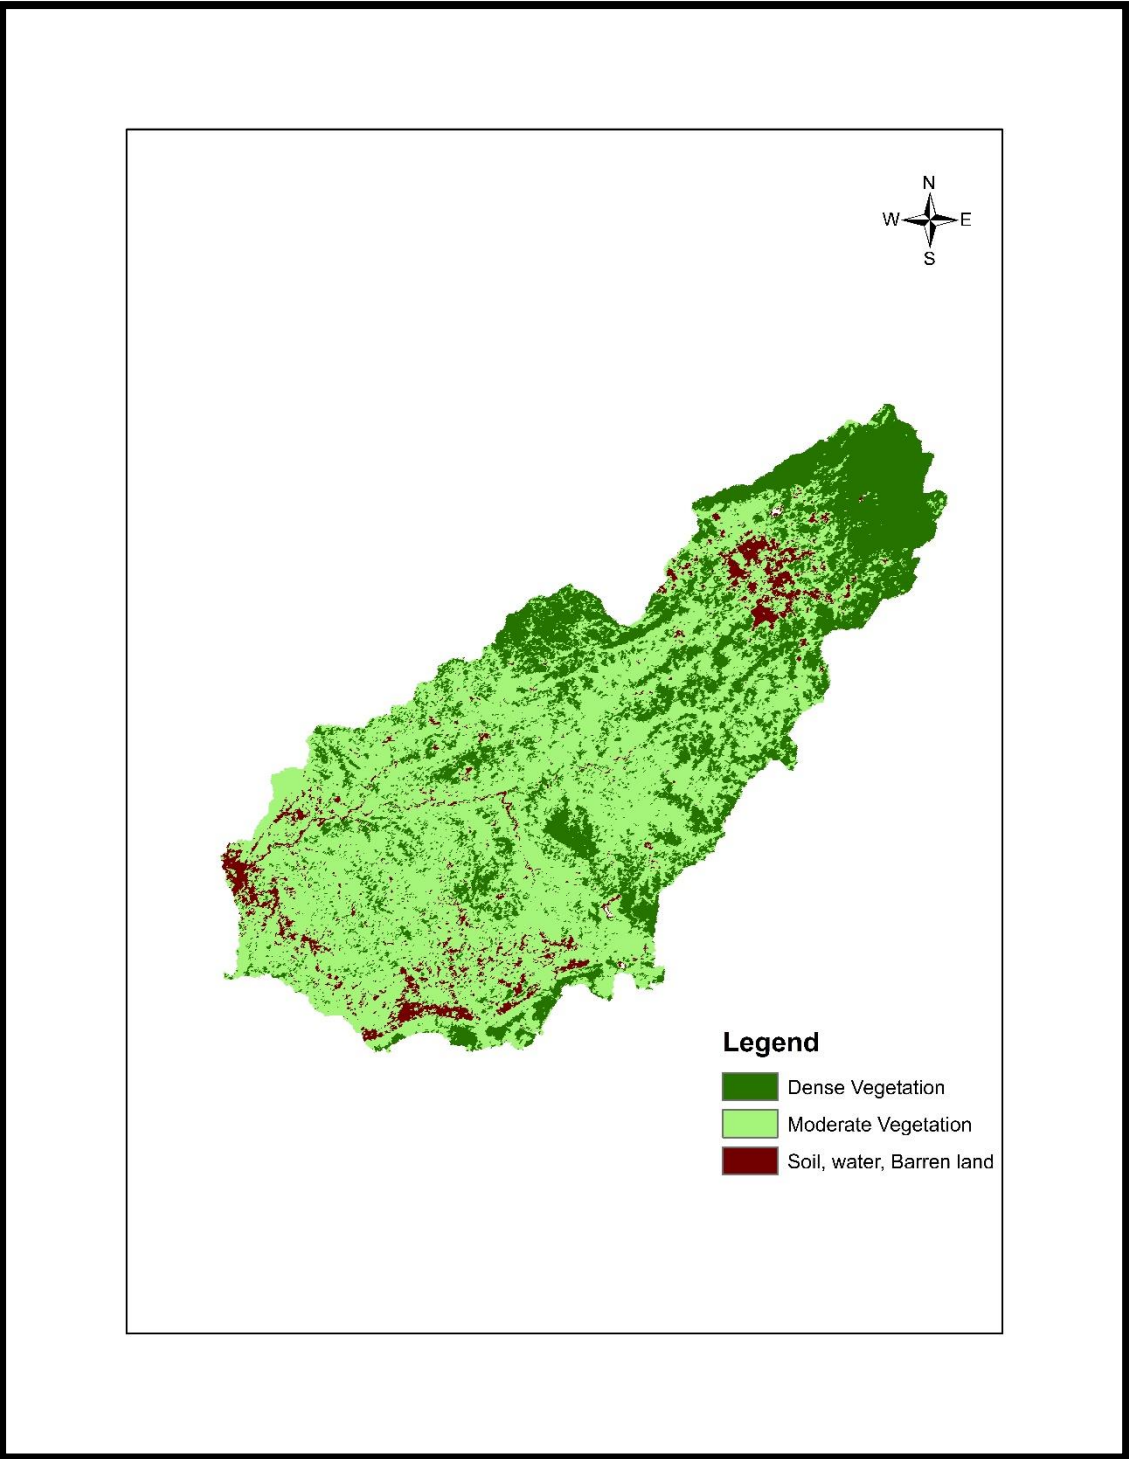 N
W E
S
Legend
Dense Vegetation
Moderate Vegetation
Soil, water, Barren land